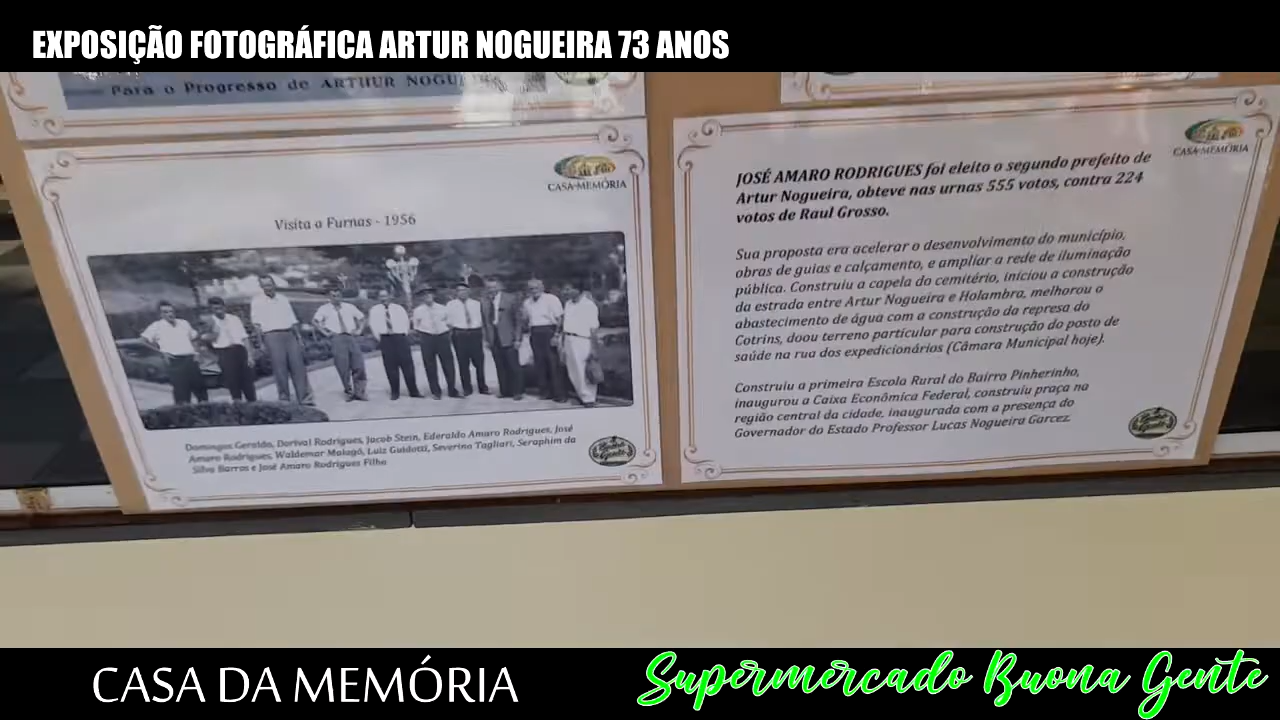 EXPOSIÇÃO FOTOGRÁFICA ARTUR NOGUEIRA 73 ANOS
Para o Progresso de ARTHUR NOGU
CASA DA MEMÓRIA
Visita a Furnas - 1956
Domingos Geraldo, Dorival Rodrigues, Jacob Stein, Ederaldo Amaro Rodrigues, José
Amaro Rodrigues, Waldemar Malagó, Luiz Guidotti, Severino Tagliari, Seraphim da
Silva Barros e José Amaro Rodrigues Filho
Buona
Gente
CASA DA MEMÓRIA
JOSÉ AMARO RODRIGUES foi eleito o segundo prefeito de
Artur Nogueira, obteve nas urnas 555 votos, contra 224
votos de Raul Grosso.
Sua proposta era acelerar o desenvolvimento do município,
obras de guias e calçamento, e ampliar a rede de iluminação
pública. Construiu a capela do cemitério, iniciou a construção
da estrada entre Artur Nogueira e Holambra, melhorou o
abastecimento de água com a construção da represa do
Cotrins, doou terreno particular para construção do posto de
saúde na rua dos expedicionários (Câmara Municipal hoje).
Construiu a primeira Escola Rural do Bairro Pinherinho,
inaugurou a Caixa Econômica Federal, construiu praça na
região central da cidade, inaugurada com a presença do
Governador do Estado Professor Lucas Nogueira Garcez.
CASA DA MEMÓRIA
Supermercado Buona Gente